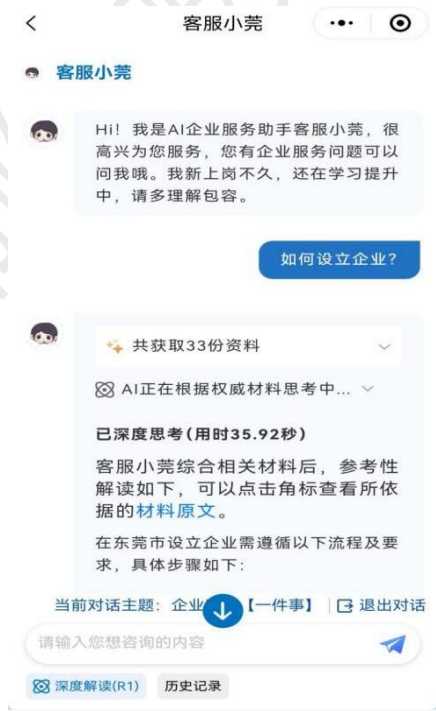 客服小莞
客服小莞
Hi！我是AI企业服务助手客服小莞，很
高兴为您服务，您有企业服务问题可以
问我哦。我新上岗不久，还在学习提升
中，请多理解包容。
如何设立企业？
共获取33份资料
AI正在根据权威材料思考中...
已深度思考(用时35.92秒)
客服小莞综合相关材料后，参考性
解读如下，可以点击角标查看所依
据的材料原文。
在东莞市设立企业需遵循以下流程及要
求，具体步骤如下：
当前对话主题：企业【一件事】 退出对话
请输入您想咨询的内容
深度解读(R1) 历史记录